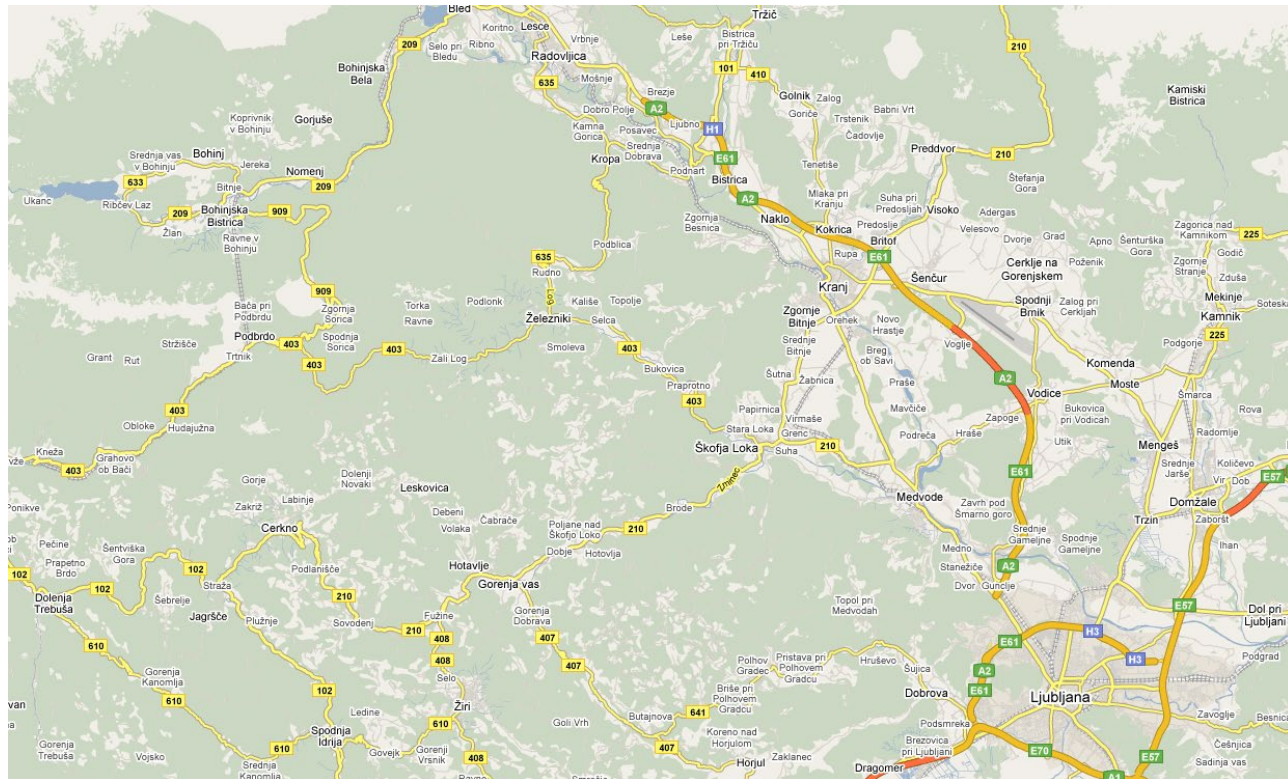 Bled
Lesce
Koritno
Ribno
Selo pri
Bledu
Vrbnje
Radovljica
Leše
Tržič
Bistrica
pri Tržiču
209
Bohinjska
Bela
635
Mošnje
Brezje
A2
101
410
Golnik
Goriče
Zalog
Trstenik
Babni Vrt
Čadovlje
210
Kamiski
Bistrica
Koprivnik
v Bohinju
Gorjuše
Dobro Polje
Kamna
Gorica
Posavec
Ljubno
H1
Srednja
Dobrava
Kropa
Podnart
E61
Bistrica
Tenetiše
Preddvor
210
Štefanja
Gora
Srednja vas
v Bohinju
Bohinj
Jereka
Nomenj
209
Ukanc
633
Ribčev Laz
Bitnje
209
Žlan
Bohinjska
Bistrica
909
Ravne v
Bohinju
Zgornja
Besnica
A2
Naklo
Mlaka pri
Kranju
Kokrica
Suha pri
Predosljah
Predoslje
Visoko
Britof
Adergas
Velesovo
Dvorje
Grad
Cerklje na
Gorenjskem
Poženik
Apno
Šenturška
Gora
Zagorica nad
Kamnikom
225
Godič
Zgornje
Stranje
Zduša
Podblica
635
Rudno
Log
Rupa
E61
Kranj
Šenčur
Mekinje
Soteska
Kamnik
225
Bača pri
Podbrdu
909
Zgornja
Sorica
Torka
Ravne
Podlonk
Kališe
Topolje
Železniki
Selca
Zgornje
Bitnje
Orehek
Novo
Hrastje
Spodnji
Brnik
Zalog pri
Cerkljah
Stržišče
Podbrdo
403
Spodnja
Sorica
403
403
Grant
Rut
Trtnik
Zali Log
Smoleva
403
Bukovica
Srednje
Bitnje
Breg
ob Savi
Voglje
Podgorje
Komenda
Praprotno
403
Šutna
Žabnica
Praše
A2
Vodice
Moste
Šmarca
403
Obloke
Hudajužna
Papirnica
Virmaše
Mavčiče
Zapoge
Bukovica
pri Vodicah
Rova
Radomlje
Stara Loka
Grenc
Škofja Loka
Suha
210
Podreča
Hraše
Utik
Mengeš
Kneža
403
Grahovo
ob Bači
E61
Srednje
Jarše
Količevo
Vir
Dob
E57
Ponikve
Gorje
Dolenji
Novaki
Labinje
Zakriž
Leskovica
Zminec
Medvode
Domžale
Debeni
Volaka
Čabrače
Brode
Zavrh pod
Šmarno goro
Trzin
Zaboršt
Cerkno
Poljane nad
Škofjo Loko
210
Srednje
Gameljne
Spodnje
Gameljne
Ihan
Pečine
Prapetno
Brdo
Šentviška
Gora
Podlanišče
Dobje
Hotovlja
Hotavlje
Medno
Stanežiče
A2
102
Dolenja
Trebuša
102
Straža
Šebrelje
210
Gorenja vas
Dvor
Gunclje
E57
Dol pri
Ljubljani
Jagršče
Plužnje
Sovodenj
210
Fužine
408
Gorenja
Dobrava
407
Topol pri
Medvodah
E61
H3
H3
Podgrad
610
408
407
Polhov
Gradec
Pristava pri
Polhovem
Gradcu
Hruševo
Šujica
A2
Gorenja
Kanomlja
102
Selo
Briše pri
Polhovem
Gradcu
Dobrova
E61
Ljubljana
610
Ledine
Žiri
641
Podsmreka
Zavoglje
Gorenja
Trebuša
Vojsko
610
Spodnja
Idrija
610
Govejk
Gorenji
Vrsnik
Goli Vrh
Butajnova
Koreno nad
Horjulom
Brezovica
pri Ljubljani
E70
E57
Češnjica
Srednja
Kanomlja
408
407
Horjul
Zaklanec
Dragomer
A1
Sadinja vas